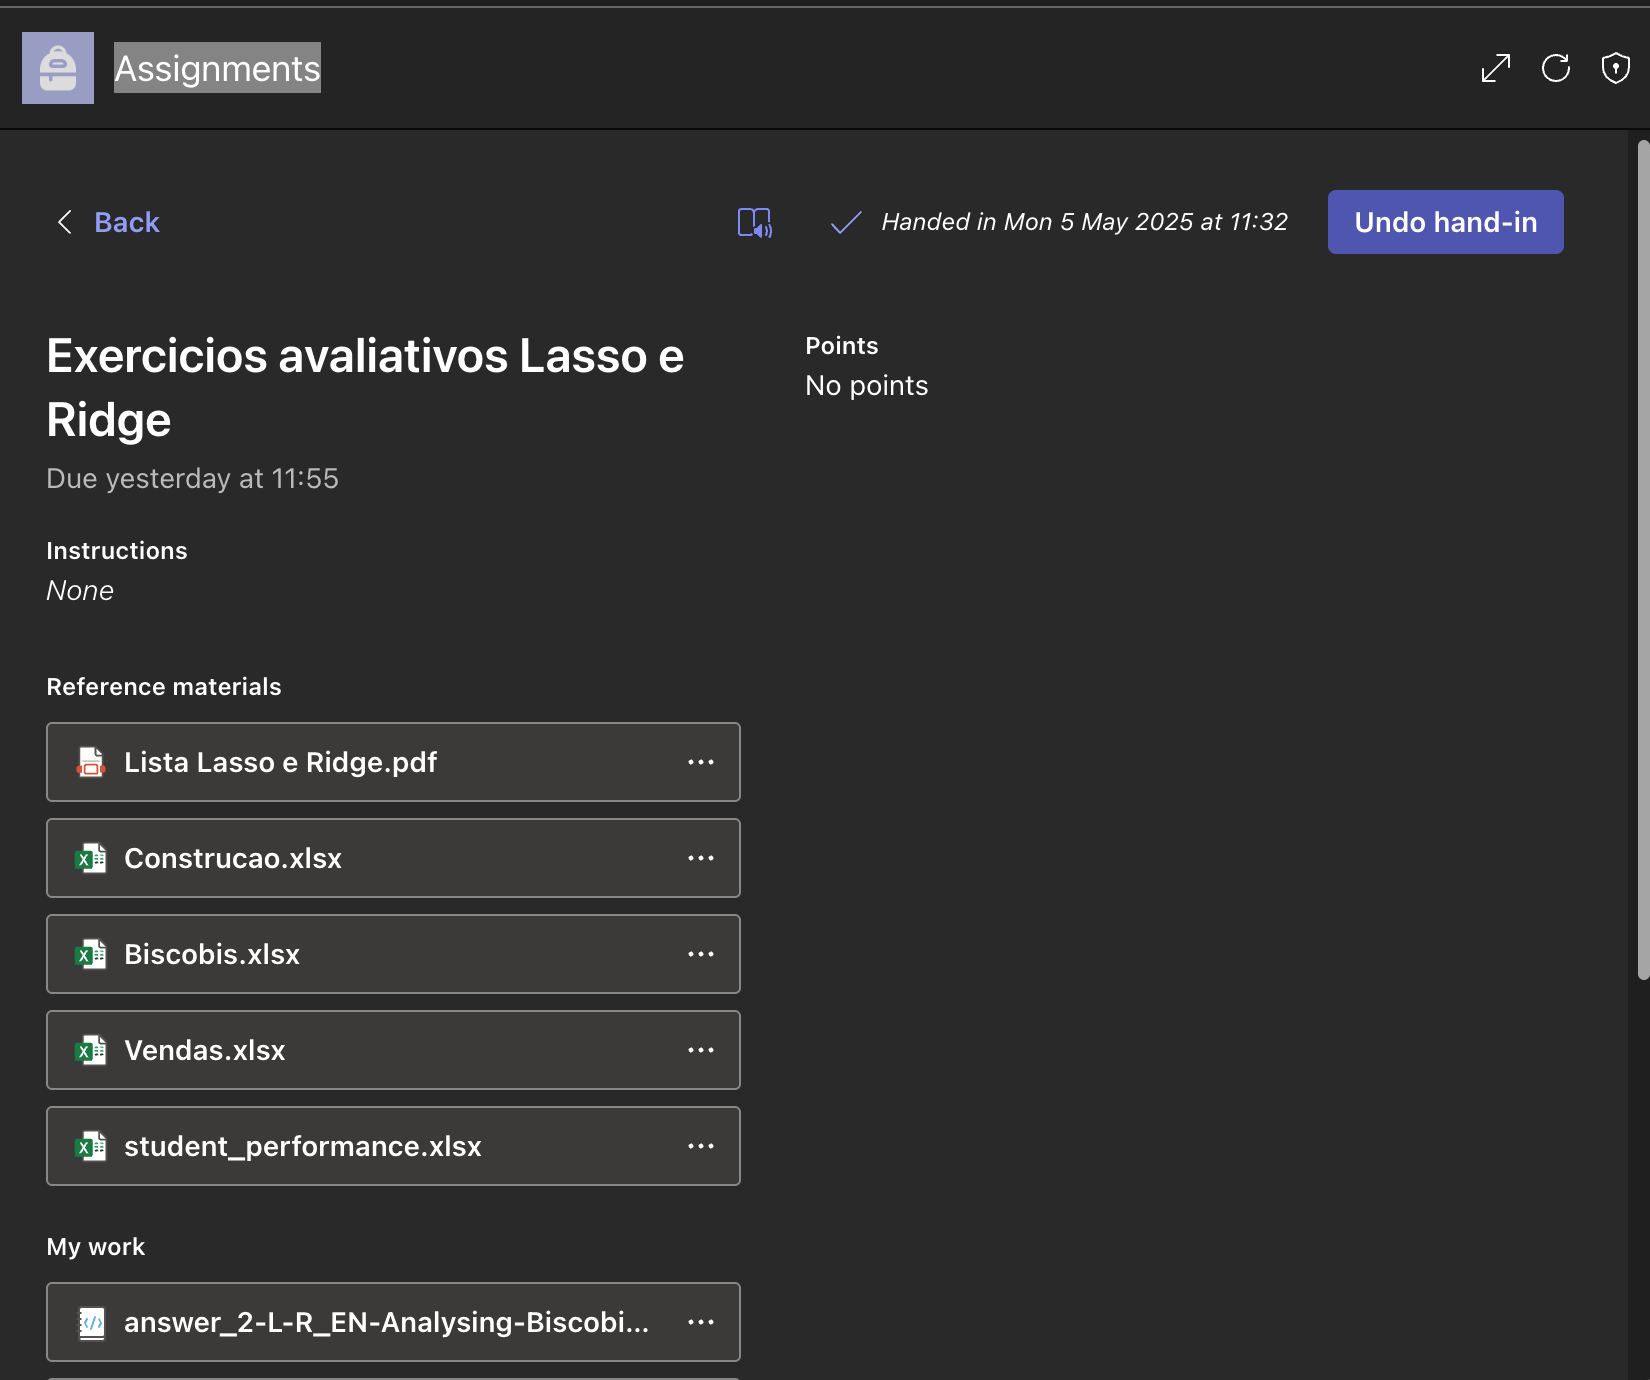 Assignments
Back
Handed in Mon 5 May 2025 at 11:32
Undo hand-in
Exercicios avaliativos Lasso e
Ridge
Due yesterday at 11:55
Points
No points
Instructions
None
Reference materials
Lista Lasso e Ridge.pdf
Construcao.xlsx
Biscobis.xlsx
Vendas.xlsx
student_performance.xlsx
My work
answer_2-L-R_EN-Analysing-Biscobi...